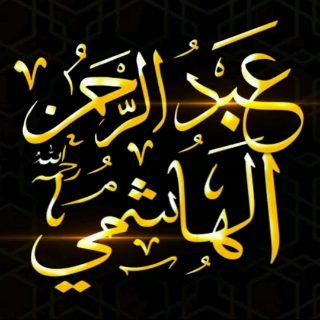 عبد الرحمن
الهاشمي
رحمه الله